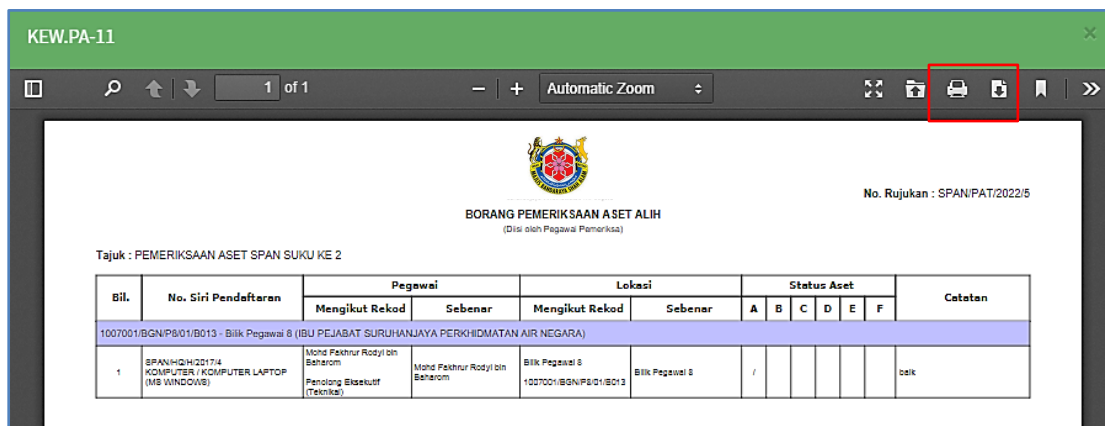 KEW.PA-11
1 of 1
Automatic Zoom
No. Rujukan : SPAN/PAT/2022/5
BORANG PEMERIKSAAN ASET ALIH
(Diisi oleh Pegawai Pemeriksa)
Tajuk : PEMERIKSAAN ASET SPAN SUKU KE 2
Bil. No. Siri Pendaftaran Pegawai Lokasi Status Aset Catatan
Mengikut Rekod Sebenar Mengikut Rekod Sebenar A B C D E F
1007001/BGN/P8/01/B013 - Bilik Pegawai 8 (IBU PEJABAT SURUHANJAYA PERKHIDMATAN AIR NEGARA)
1
SPAN/HQ/H/2017/4
KOMPUTER / KOMPUTER LAPTOP
(MS WINDOWS)
Mohd Fakhrur Rodyi bin
Baharom
Penolong Eksekutif
(Teknikal)
Mohd Fakhrur Rodyi bin
Baharom
Bilik Pegawai 8
1007001/BGN/P8/01/B013
Bilik Pegawai 8
/
baik